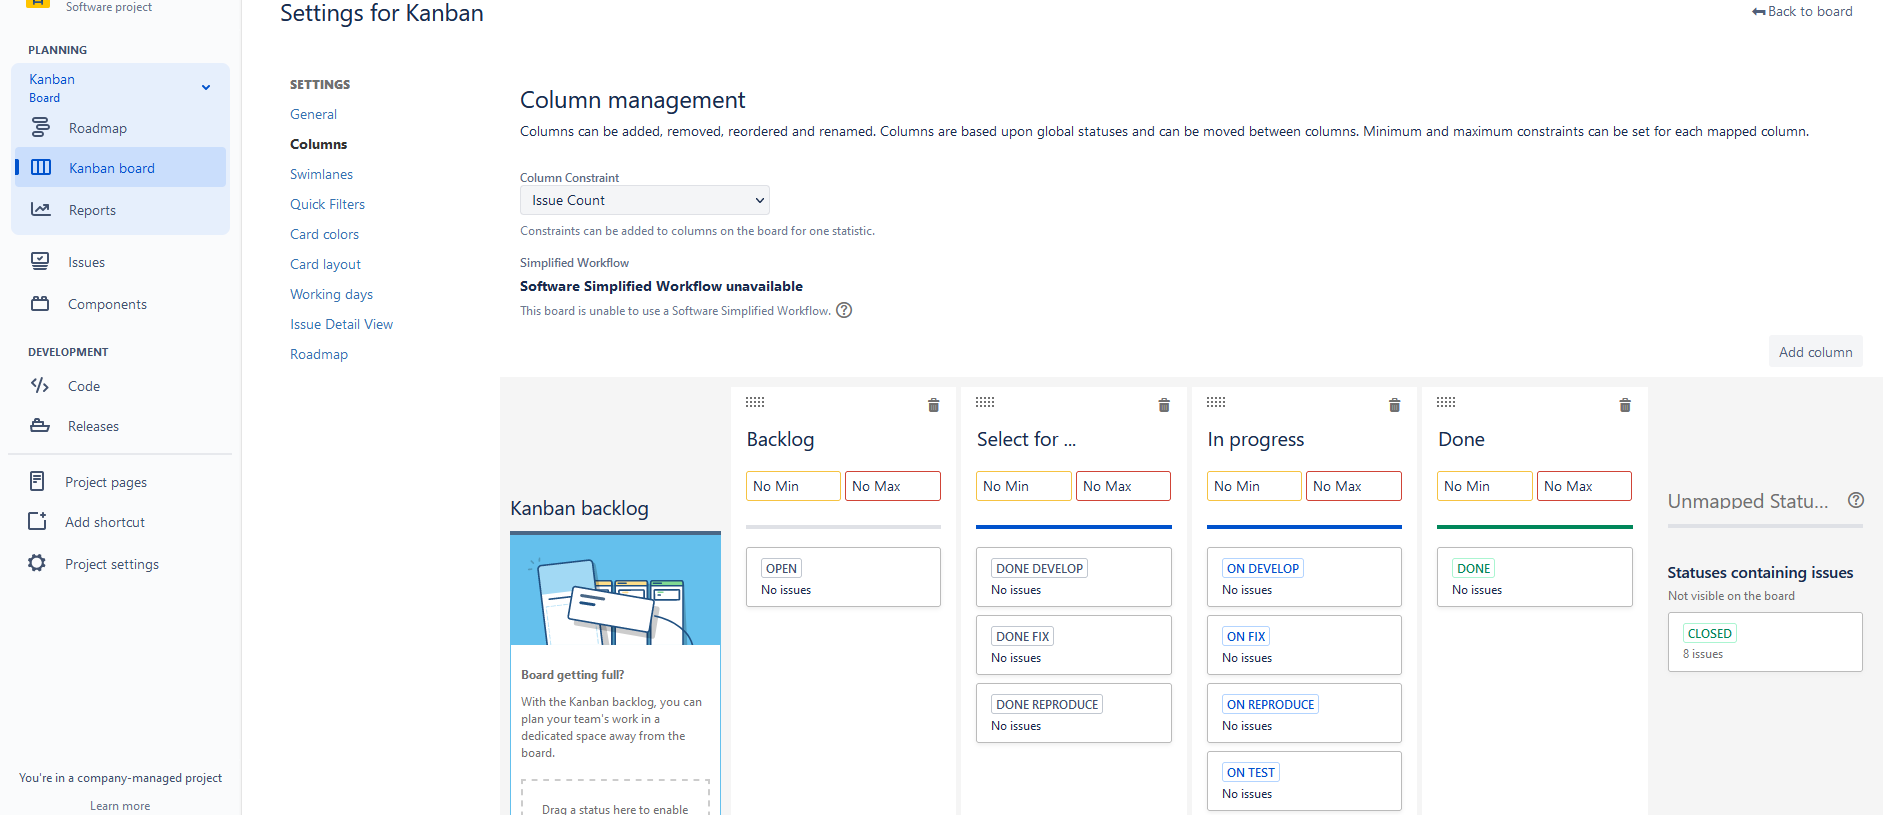 Software project
PLANNING
Kanban
Board
Roadmap
Kanban board
Reports
Issues
Components
DEVELOPMENT
Code
Releases
Project pages
Add shortcut
Project settings
You're in a company-managed project
Learn more
Settings for Kanban
Back to board
SETTINGS
General
Columns
Swimlanes
Quick Filters
Card colors
Card layout
Working days
Issue Detail View
Roadmap
Column management
Columns can be added, removed, reordered and renamed. Columns are based upon global statuses and can be moved between columns. Minimum and maximum constraints can be set for each mapped column.
Column Constraint
Issue Count
Constraints can be added to columns on the board for one statistic.
Simplified Workflow
Software Simplified Workflow unavailable
This board is unable to use a Software Simplified Workflow.
Add column
Kanban backlog
Board getting full?
With the Kanban backlog, you can
plan your team's work in a
dedicated space away from the
board.
Drag a status here to enable
Backlog
No Min No Max
OPEN
No issues
Select for ...
No Min No Max
DONE DEVELOP
No issues
DONE FIX
No issues
DONE REPRODUCE
No issues
In progress
No Min No Max
ON DEVELOP
No issues
ON FIX
No issues
ON REPRODUCE
No issues
ON TEST
No issues
Done
No Min No Max
DONE
No issues
Unmapped Statu...
Statuses containing issues
Not visible on the board
CLOSED
8 issues